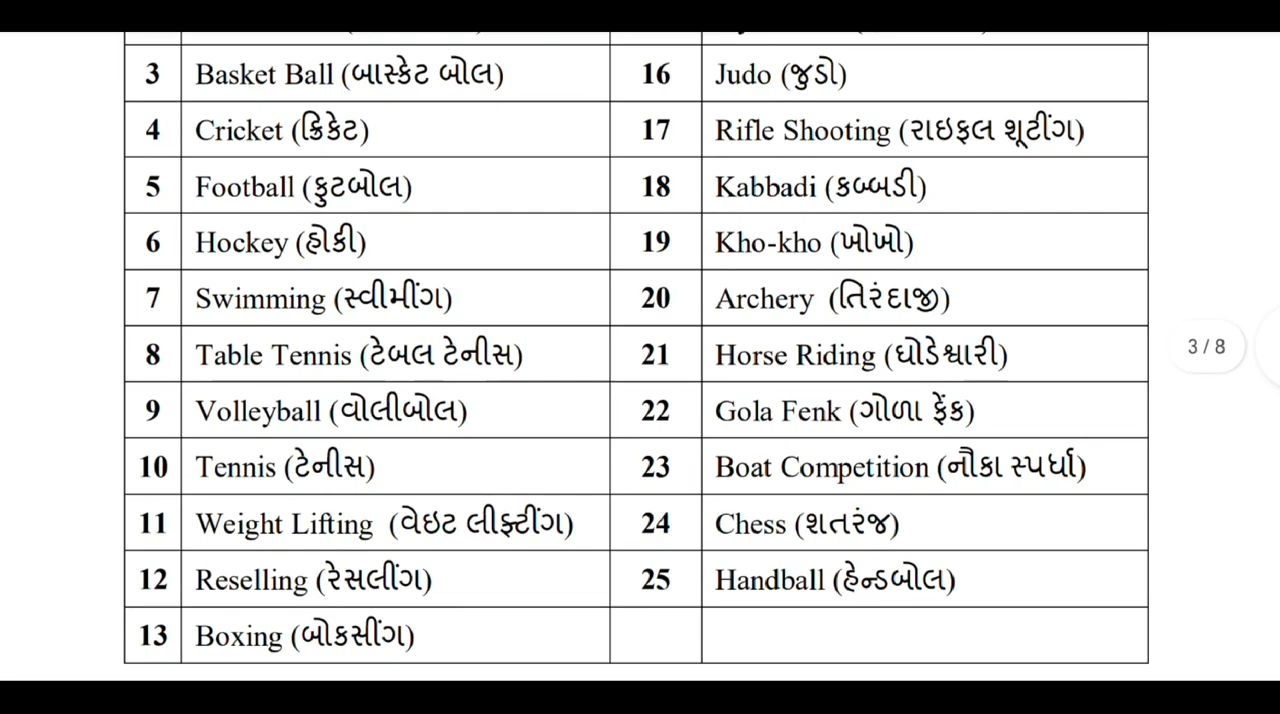 3 Basket Ball (બાસ્કેટ બોલ) 16 Judo (જુડો)
4 Cricket (ક્રિકેટ) 17 Rifle Shooting (રાઇફલ શૂટીંગ)
5 Football (ફુટબોલ) 18 Kabbadi (કબ્બડી)
6 Hockey (હોકી) 19 Kho-kho (ખોખો)
7 Swimming (સ્વીમીંગ) 20 Archery (તિરંદાજી)
8 Table Tennis (ટેબલ ટેનીસ) 21 Horse Riding (ઘોડેશ્વારી)
9 Volleyball (વોલીબોલ) 22 Gola Fenk (ગોળા ફેંક)
10 Tennis (ટેનીસ) 23 Boat Competition (નૌકા સ્પર્ધા)
11 Weight Lifting (વેઇટ લીફ્ટીંગ) 24 Chess (શતરંજ)
12 Reselling (રેસલીંગ) 25 Handball (હેન્ડબોલ)
13 Boxing (બોકસીંગ)
3 / 8